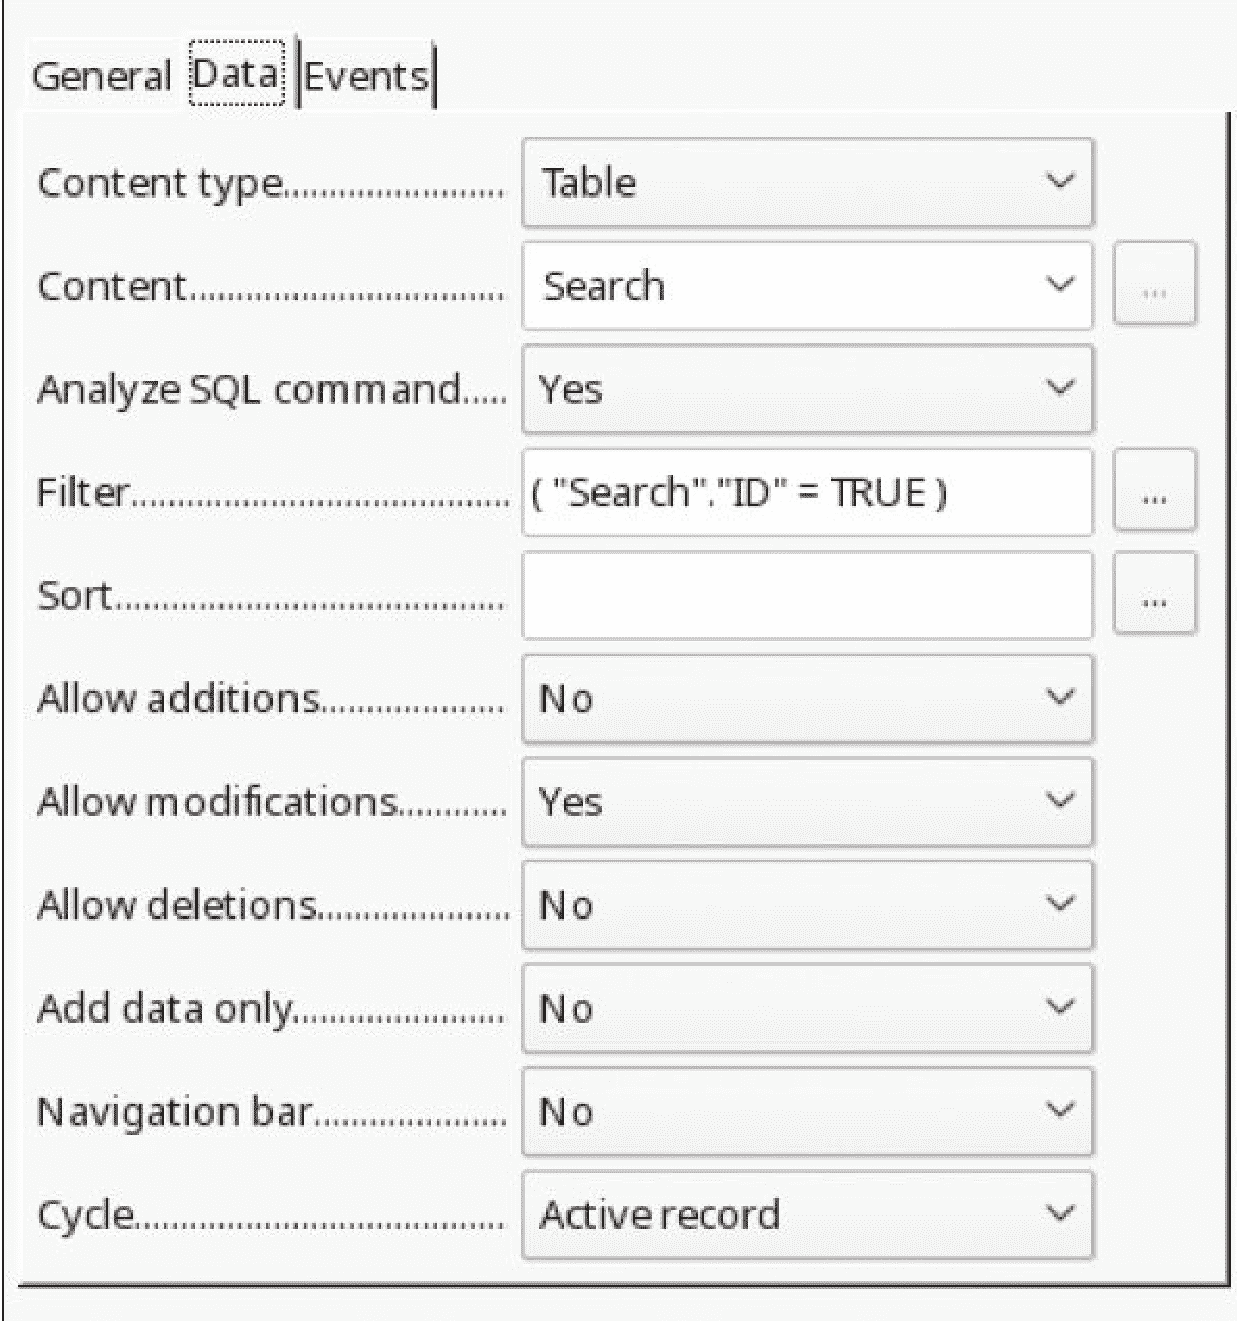 General Data Events
Content type........................ Table
Content.................................. Search ...
Analyze SQL command..... Yes
Filter......................................... ( "Search"."ID" = TRUE ) ...
Sort.......................................... ...
Allow additions.................... No
Allow modifications............ Yes
Allow deletions..................... No
Add data only....................... No
Navigation bar..................... No
Cycle........................................ Active record